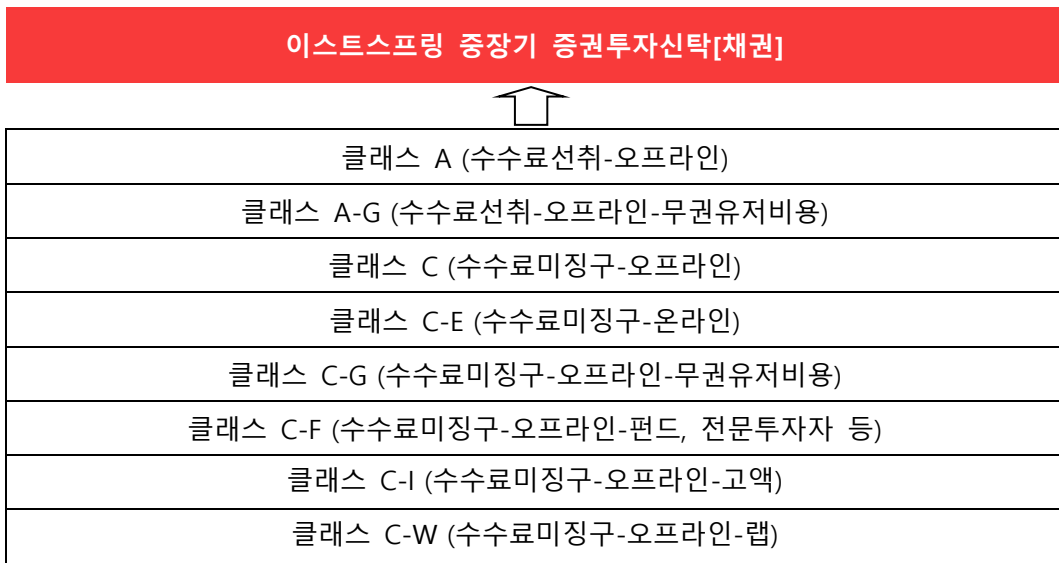 이스트스프링 중장기 증권투자신탁[채권]
클래스 A (수수료선취-오프라인)
클래스 A-G (수수료선취-오프라인-무권유저비용)
클래스 C (수수료미징구-오프라인)
클래스 C-E (수수료미징구-온라인)
클래스 C-G (수수료미징구-오프라인-무권유저비용)
클래스 C-F (수수료미징구-오프라인-펀드, 전문투자자 등)
클래스 C-I (수수료미징구-오프라인-고액)
클래스 C-W (수수료미징구-오프라인-랩)